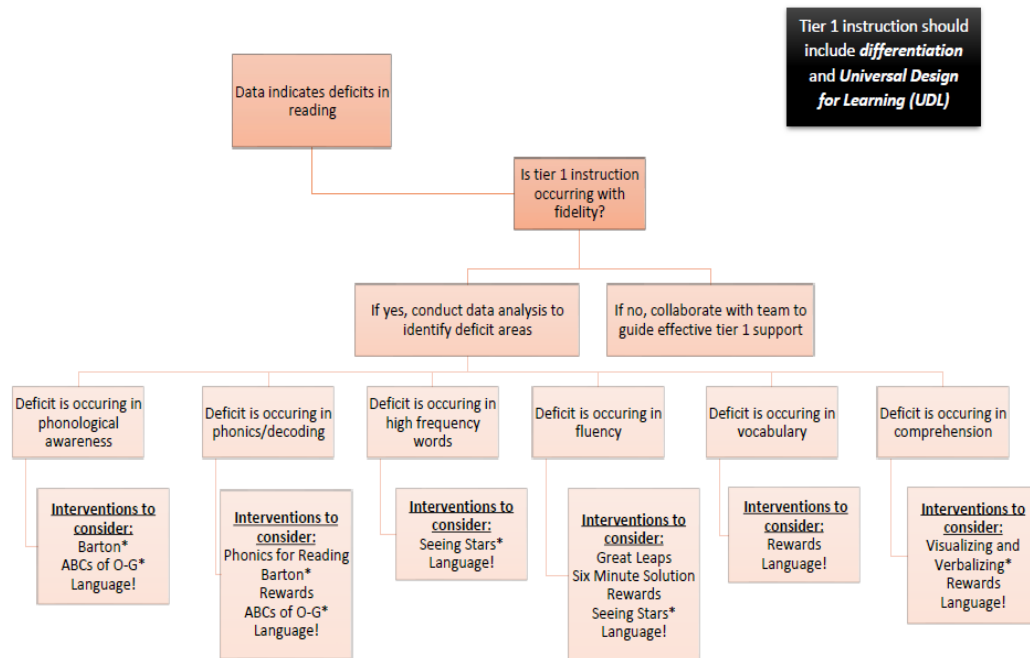 Tier 1 instruction should
include differentiation
and Universal Design
for Learning (UDL)
Data indicates deficits in
reading
Is tier 1 instruction
occurring with
fidelity?
If yes, conduct data analysis to
identify deficit areas
If no, collaborate with team to
guide effective tier 1 support
Deficit is occuring in
phonological
awareness
Deficit is occuring in
phonics/decoding
Deficit is occuring in
high frequency
words
Deficit is occuring in
fluency
Deficit is occuring in
vocabulary
Deficit is occuring in
comprehension
Interventions to
consider:
Barton*
ABCs of O-G*
Language!
Interventions to
consider:
Phonics for Reading
Barton*
Rewards
ABCs of O-G*
Language!
Interventions to
consider:
Seeing Stars*
Language!
Interventions to
consider:
Great Leaps
Six Minute Solution
Rewards
Seeing Stars*
Language!
Interventions to
consider:
Rewards
Language!
Interventions to
consider:
Visualizing and
Verbalizing*
Rewards
Language!